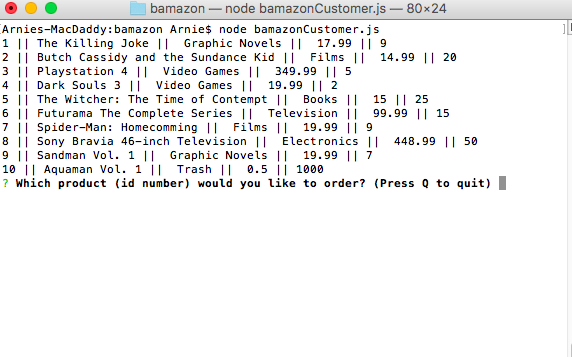 bamazon — node bamazonCustomer.js — 80×24
Arnies-MacDaddy:bamazon Arnie$ node bamazonCustomer.js
1 || The Killing Joke || Graphic Novels || 17.99 || 9
2 || Butch Cassidy and the Sundance Kid || Films || 14.99 || 20
3 || Playstation 4 || Video Games || 349.99 || 5
4 || Dark Souls 3 || Video Games || 19.99 || 2
5 || The Witcher: The Time of Contempt || Books || 15 || 25
6 || Futurama The Complete Series || Television || 99.99 || 15
7 || Spider-Man: Homecomming || Films || 19.99 || 9
8 || Sony Bravia 46-inch Television || Electronics || 448.99 || 50
9 || Sandman Vol. 1 || Graphic Novels || 19.99 || 7
10 || Aquaman Vol. 1 || Trash || 0.5 || 1000
? Which product (id number) would you like to order? (Press Q to quit)